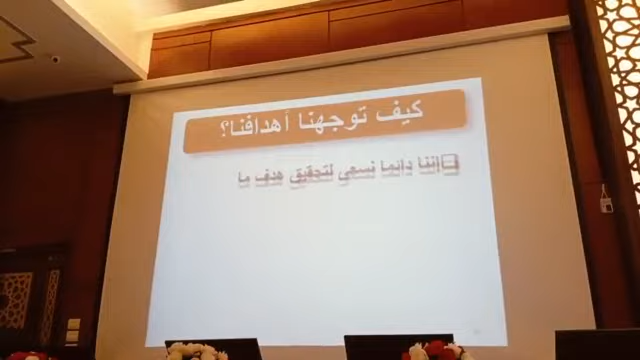 كيف توجهنا أهدافنا؟
إننا دائما نسعى لتحقيق هدف ما